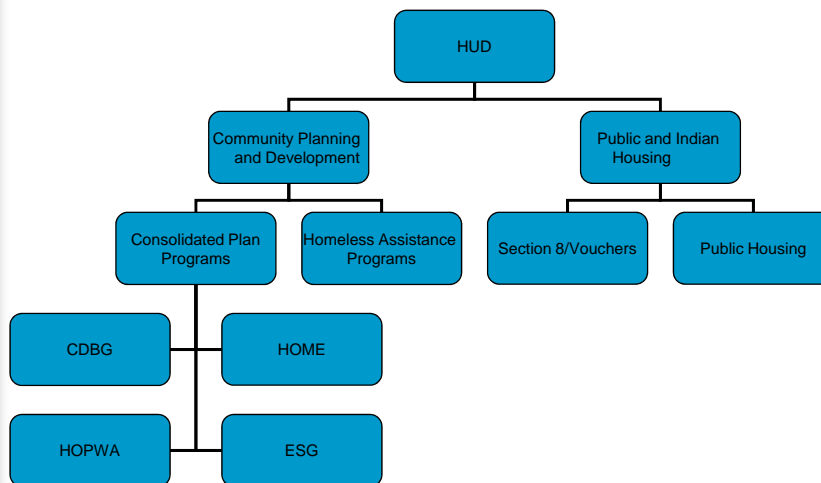 HUD
Community Planning
and Development
Public and Indian
Housing
Consolidated Plan
Programs
Homeless Assistance
Programs
Section 8/Vouchers
Public Housing
CDBG
HOME
HOPWA
ESG